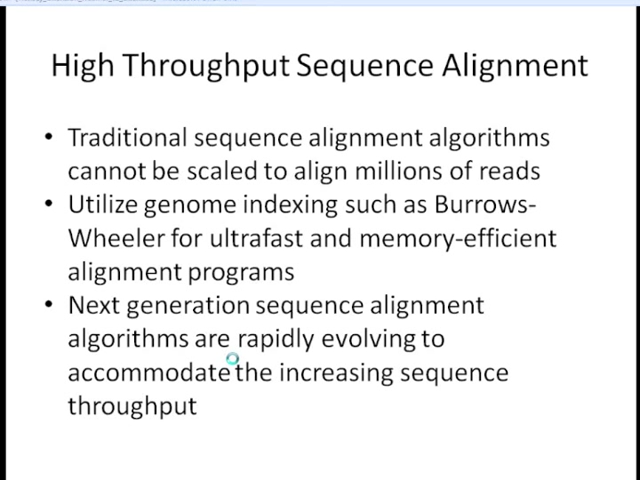 High Throughput Sequence Alignment
• Traditional sequence alignment algorithms
cannot be scaled to align millions of reads
• Utilize genome indexing such as Burrows-
Wheeler for ultrafast and memory-efficient
alignment programs
• Next generation sequence alignment
algorithms are rapidly evolving to
accommodate the increasing sequence
throughput